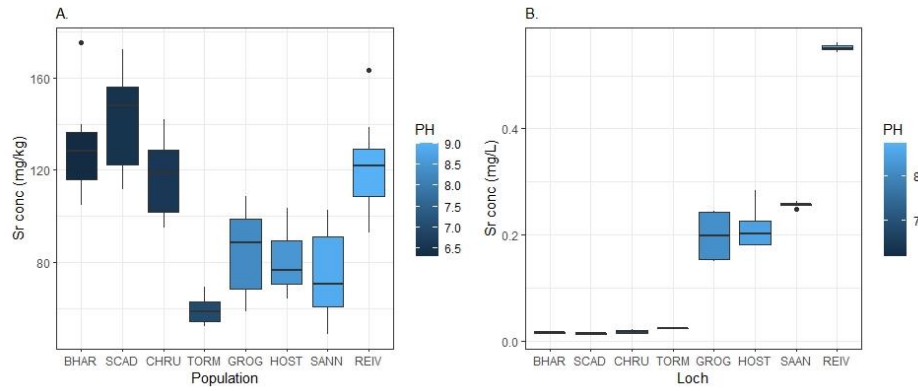 A.
Sr conc (mg/kg)
160
120
80
BHAR SCAD CHRU TORM GROG HOST SANN REIV
Population
PH
9.0
8.5
8.0
7.5
7.0
6.5
B.
Sr conc (mg/L)
0.4
0.2
0.0
BHAR SCAD CHRU TORM GROG HOST SAAN REIV
Loch
PH
8
7